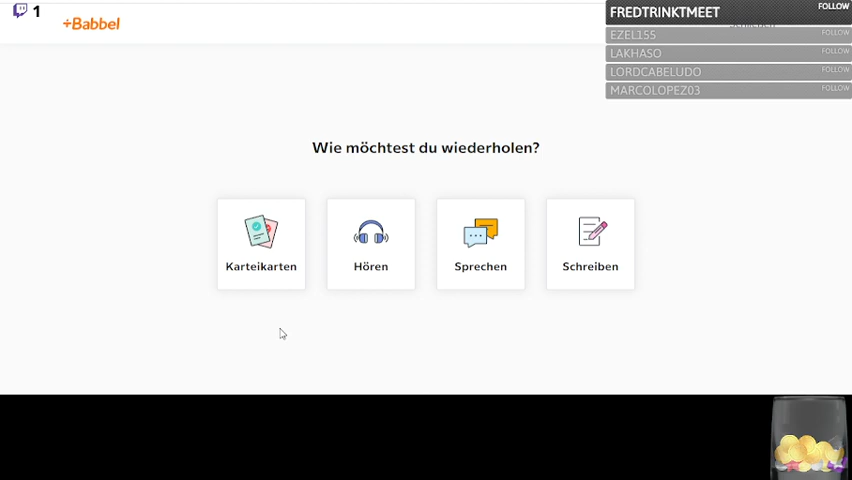 1
+Babbel
FREDTRINKTMEET FOLLOW
EZEL155 FOLLOW
LAKHASO FOLLOW
LORDCABELUDO FOLLOW
MARCOLOPEZ03 FOLLOW
Wie möchtest du wiederholen?
Karteikarten
Hören
Sprechen
Schreiben